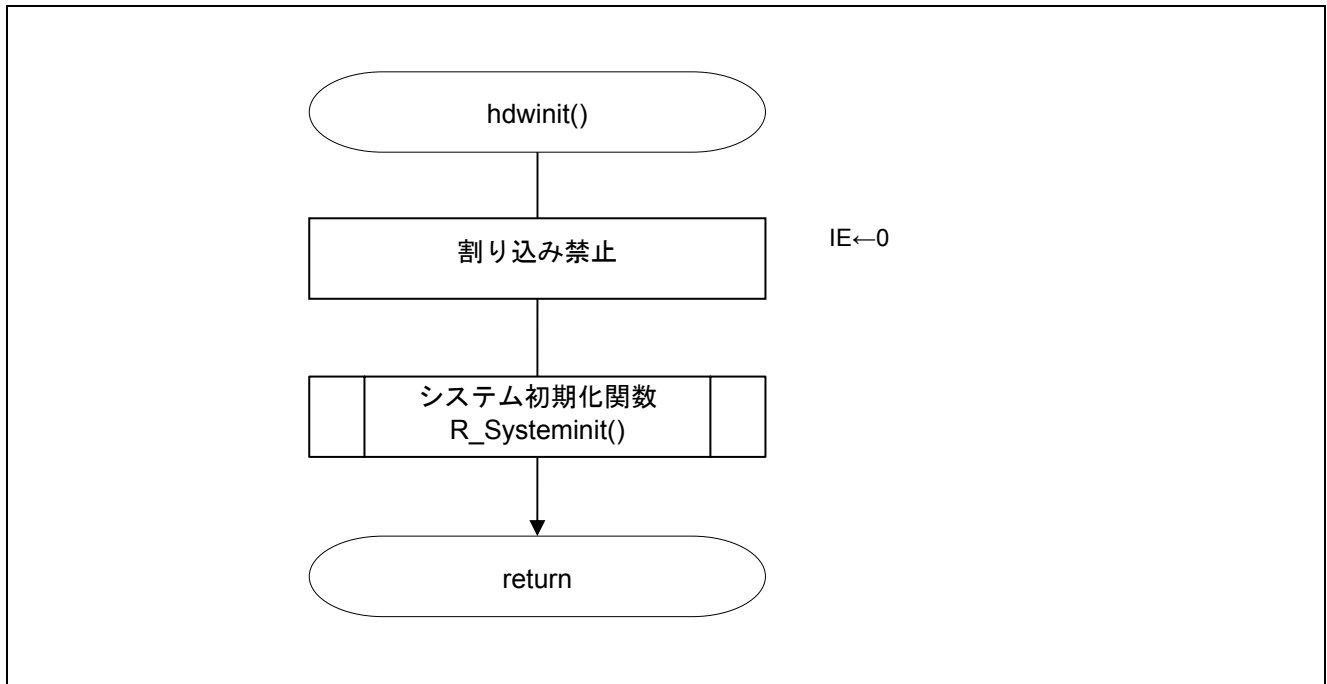 hdwinit()
割り込み禁止
IE←0
システム初期化関数
R_Systeminit()
return